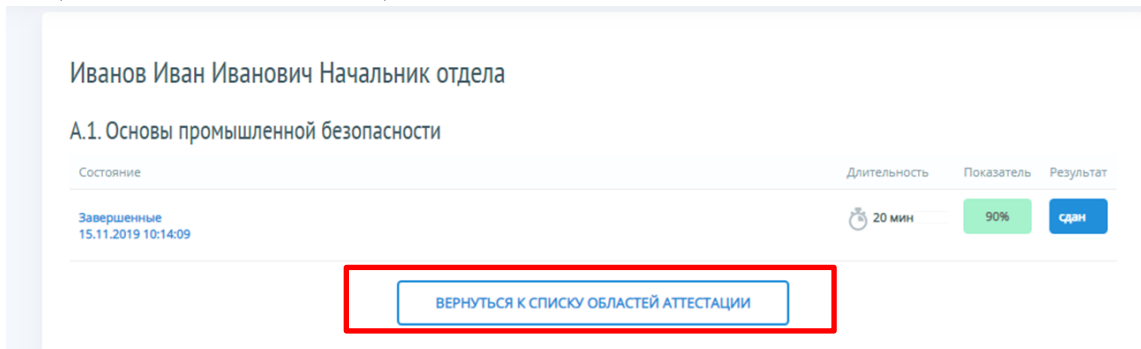 Иванов Иван Иванович Начальник отдела
А.1. Основы промышленной безопасности
Состояние Длительность Показатель Результат
Завершенные 20 мин 90% сдан
15.11.2019 10:14:09
ВЕРНУТЬСЯ К СПИСКУ ОБЛАСТЕЙ АТТЕСТАЦИИ